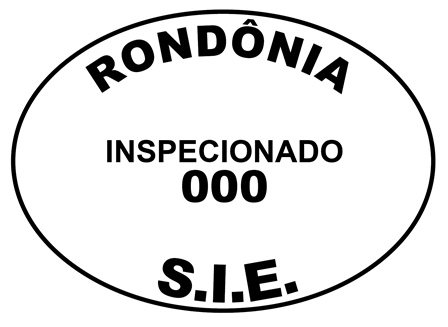 RONDÔNIA
INSPECIONADO
000
S.I.E.